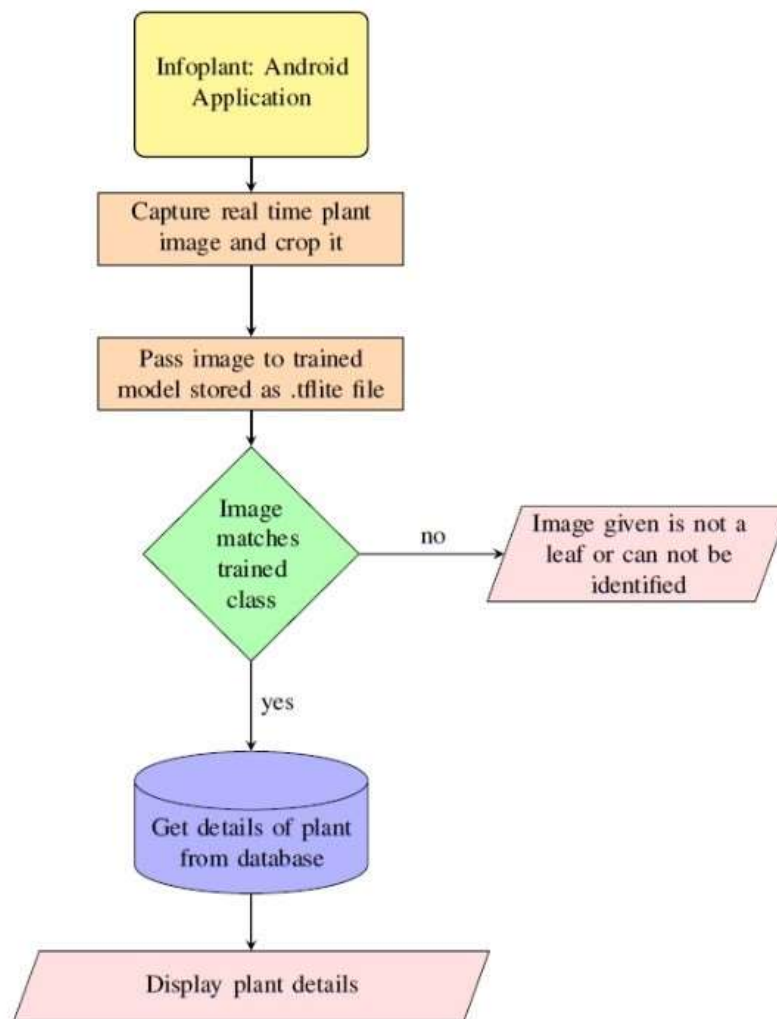 Infoplant: Android
Application
Capture real time plant
image and crop it
Pass image to trained
model stored as .tflite file
Image
matches
trained
class
no
Image given is not a
leaf or can not be
identified
yes
Get details of plant
from database
Display plant details